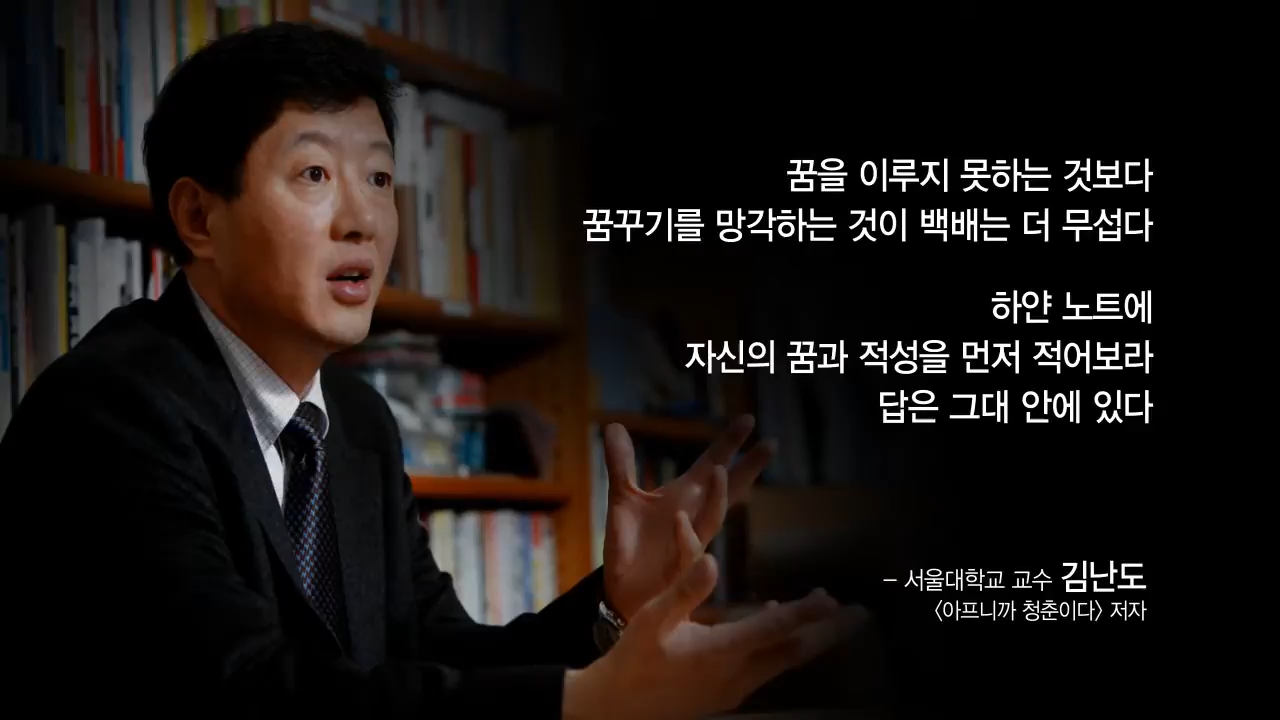 꿈을 이루지 못하는 것보다
꿈꾸기를 망각하는 것이 백배는 더 무섭다
하얀 노트에
자신의 꿈과 적성을 먼저 적어보라
답은 그대 안에 있다
– 서울대학교 교수 김난도
〈아프니까 청춘이다〉 저자